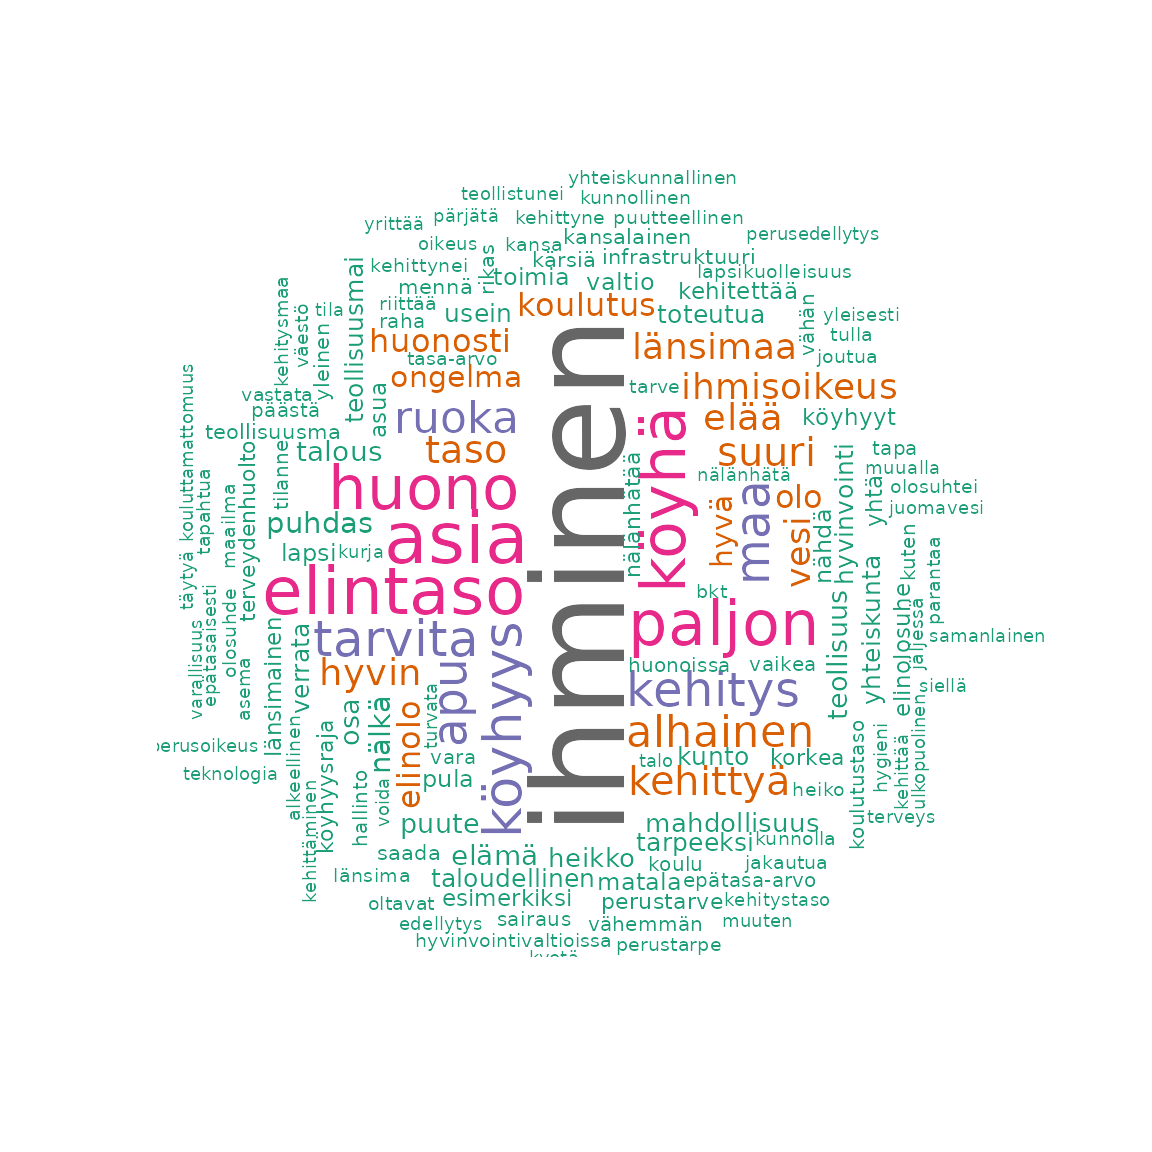 yhteiskunnallinen
teollistunei
kunnollinen
yrittää
pärjätä
kehittyne
puutteellinen
oikeus
kansa
kansalainen
perusedellytys
kehittynei
rikas
kärsiä
infrastruktuuri
mennä
toimia
valtio
lapsikuolleisuus
kehitysmaa
väestö
tila
teollisuusmai
riittää
raha
usein
koulutus
kehitettää
toteutua
vähän
yleisesti
tulla
joutua
yleinen
huonosti
tasa-arvo
ongelma
ihminen
länsimaa
tarve
ihmisoikeus
vastata
päästä
asua
ruoka
köyhä
elää
köyhyyt
kouluttamattomuus
teollisuusma
talous
taso
suuri
tapa
muualla
tapahtua
maailma
terveydenhuolto
tilanne
huono
nälänhätää
nälänhätä
olo
hyvinvointi
yhtää
olosuhtei
juomavesi
puhdas
asia
hyvä
maa
vesi
nähdä
kuten
parantaa
lapsi
kurja
täytyä
elintaso
bkt
varallisuus
epätasaisesti
olosuhde
asema
länsimainen
verrata
tarvita
köyhyys
paljon
teollisuus
yhteiskunta
elinolosuhe
jaljessa
samanlainen
hyvin
apu
huonoissa
vaikea
kehitys
siellä
perusoikeus
teknologia
alkeellinen
köyhyysraja
osa
nälkä
elinolo
turvata
vara
alhainen
talo
kunto
korkea
koulutustaso
hygieni
kehittää
ulkopuolinen
kehittäminen
hallinto
voida
pula
kehittyä
heiko
puute
mahdollisuus
terveys
saada
elämä
heikko
tarpeeksi
kunnolla
länsima
taloudellinen
matala
koulu
jakautua
epätasa-arvo
oltavat
esimerkiksi
perustarve
kehitystaso
edellytys
sairaus
vähemmän
muuten
hyvinvointivaltioissa
perustarpe